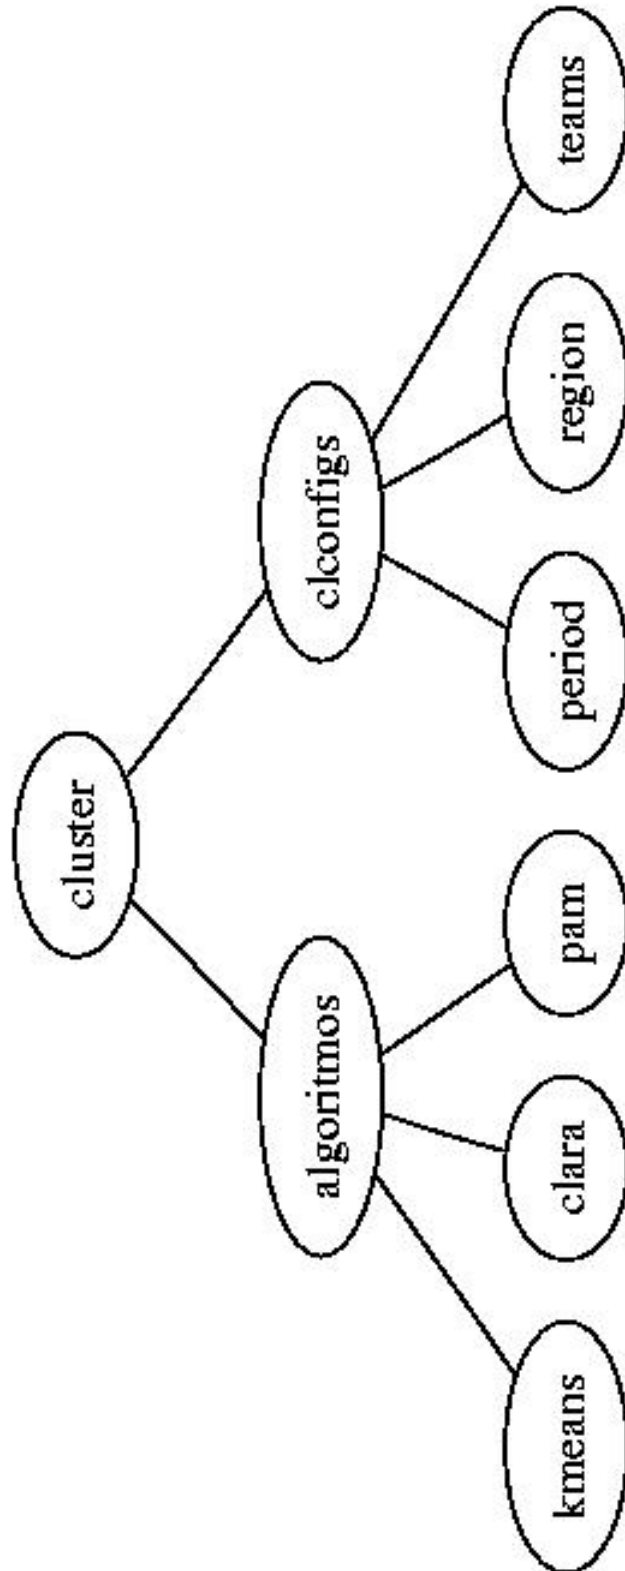 cluster
algoritmos
clconfigs
kmeans
clara
pam
period
region
teams